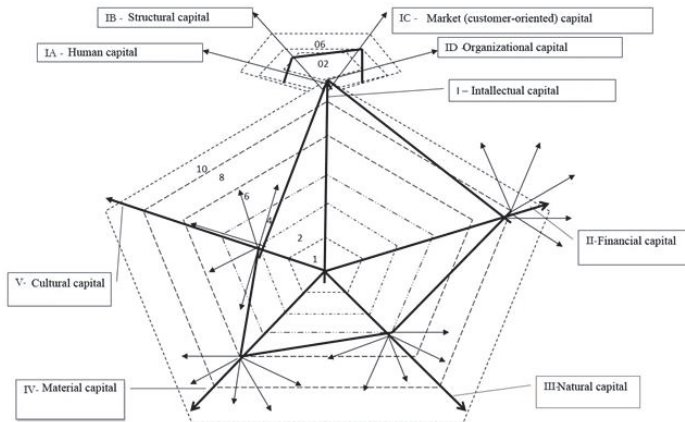 IB - Structural capital
IC - Market (customer-oriented) capital
IA - Human capital
06
02
ID-Organizational capital
I – Intallectual capital
10
8
6
4
2
1
II-Financial capital
V- Cultural capital
IV- Material capital
III-Natural capital